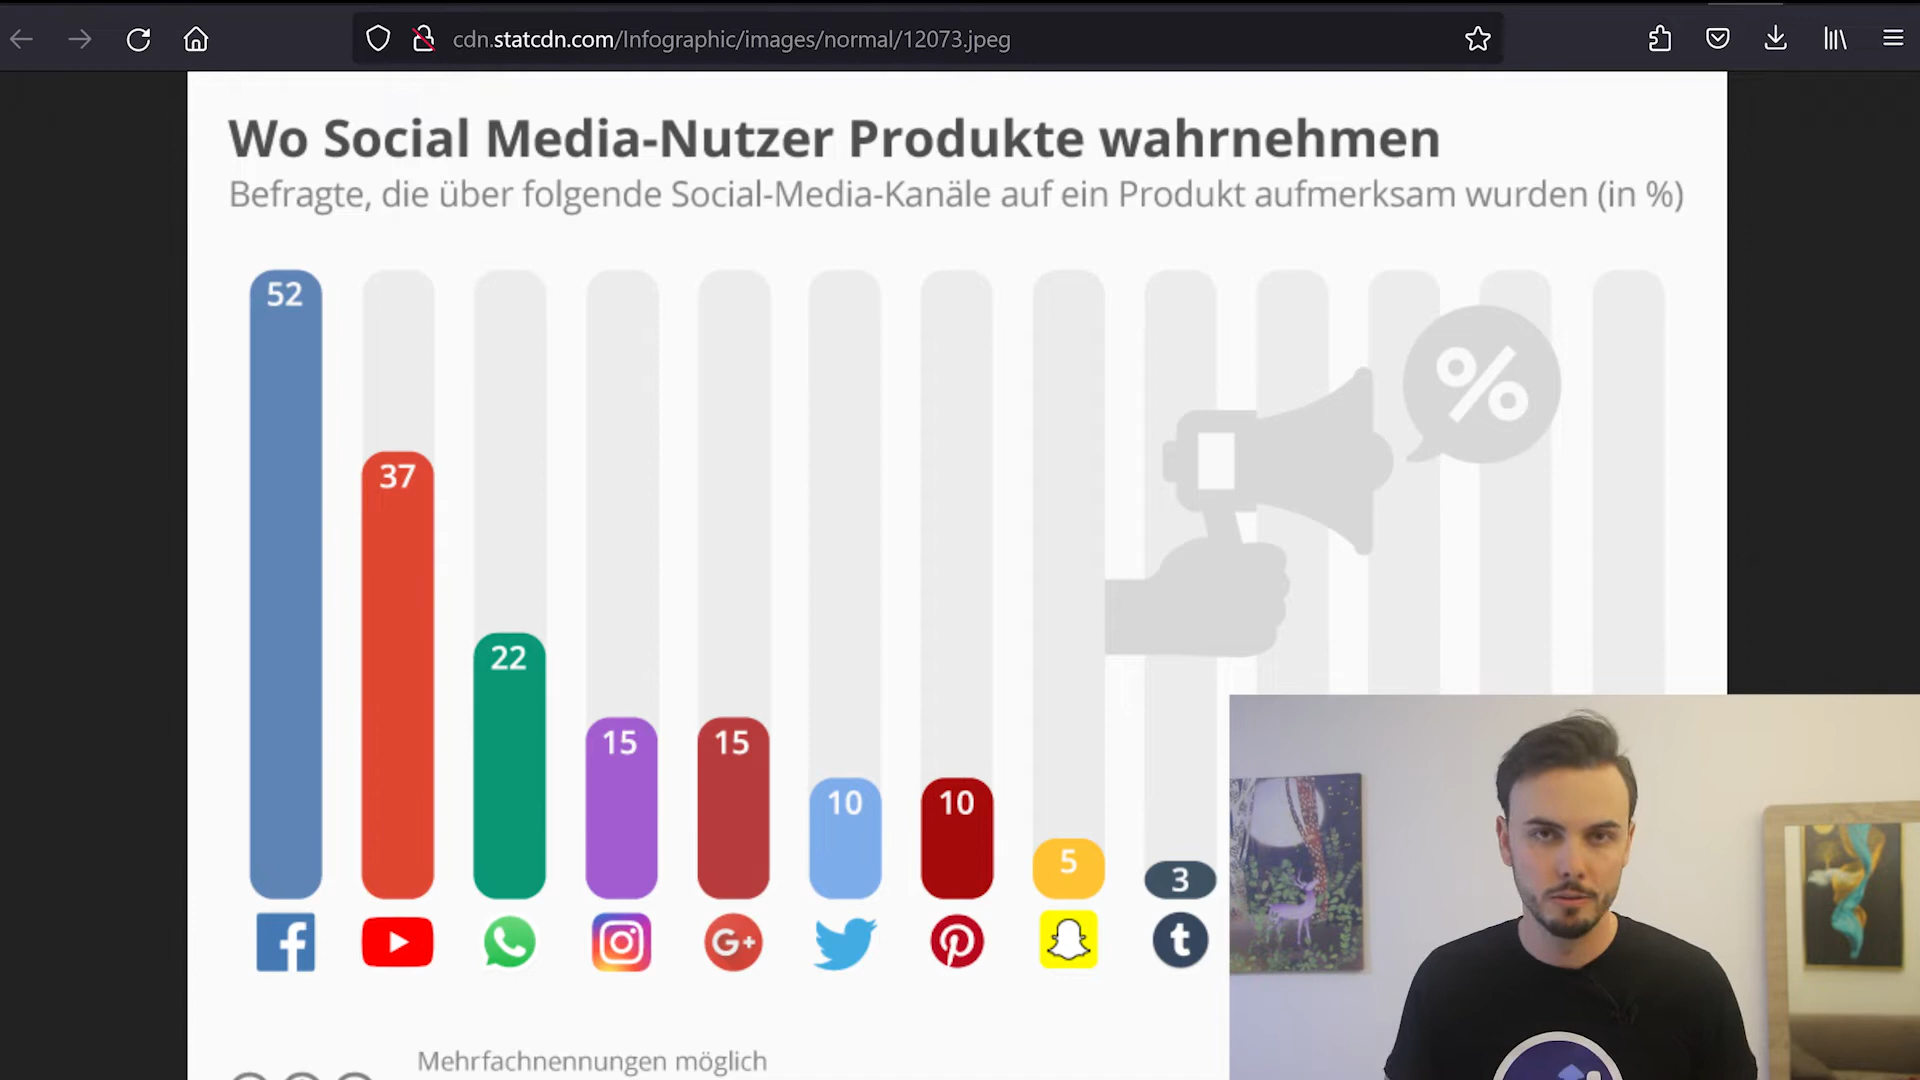 cdn.statcdn.com/Infographic/images/normal/12073.jpeg
Wo Social Media-Nutzer Produkte wahrnehmen
Befragte, die über folgende Social-Media-Kanäle auf ein Produkt aufmerksam wurden (in %)
52
37
22
15
15
10
10
5
3
%
f
G+
t
Mehrfachnennungen möglich